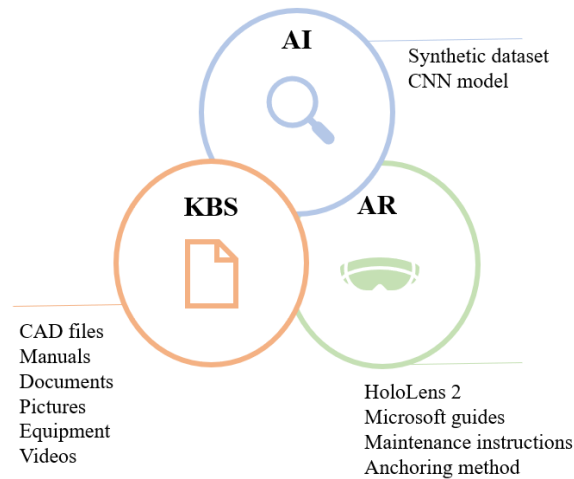 AI
Synthetic dataset
CNN model
KBS
AR
CAD files
Manuals
Documents
Pictures
Equipment
Videos
HoloLens 2
Microsoft guides
Maintenance instructions
Anchoring method